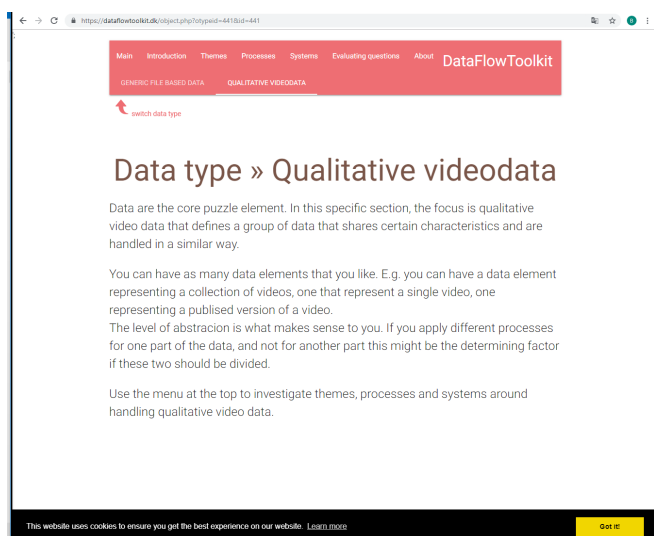 https://dataflowtoolkit.dk/object.php?otypeid=441&id=441
Main Introduction Themes Processes Systems Evaluating questions About DataFlowToolkit
GENERIC FILE BASED DATA QUALITATIVE VIDEODATA
switch data type
Data type » Qualitative videodata
Data are the core puzzle element. In this specific section, the focus is qualitative
video data that defines a group of data that shares certain characteristics and are
handled in a similar way.
You can have as many data elements that you like. E.g. you can have a data element
representing a collection of videos, one that represent a single video, one
representing a publised version of a video.
The level of abstracion is what makes sense to you. If you apply different processes
for one part of the data, and not for another part this might be the determining factor
if these two should be divided.
Use the menu at the top to investigate themes, processes and systems around
handling qualitative video data.
This website uses cookies to ensure you get the best experience on our website. Learn more
Got it!